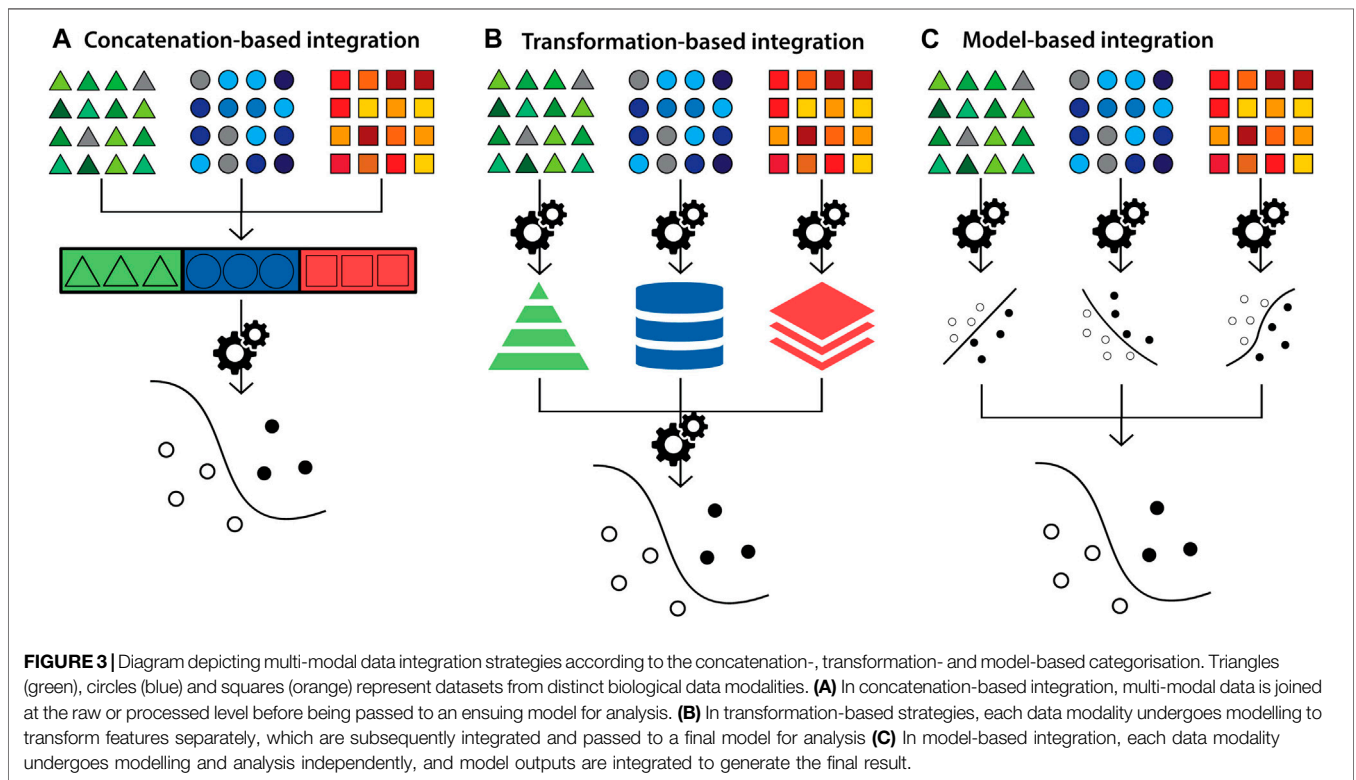 A Concatenation-based integration
B Transformation-based integration
C Model-based integration
FIGURE 3 | Diagram depicting multi-modal data integration strategies according to the concatenation-, transformation- and model-based categorisation. Triangles
(green), circles (blue) and squares (orange) represent datasets from distinct biological data modalities. (A) In concatenation-based integration, multi-modal data is joined
at the raw or processed level before being passed to an ensuing model for analysis. (B) In transformation-based strategies, each data modality undergoes modelling to
transform features separately, which are subsequently integrated and passed to a final model for analysis (C) In model-based integration, each data modality
undergoes modelling and analysis independently, and model outputs are integrated to generate the final result.